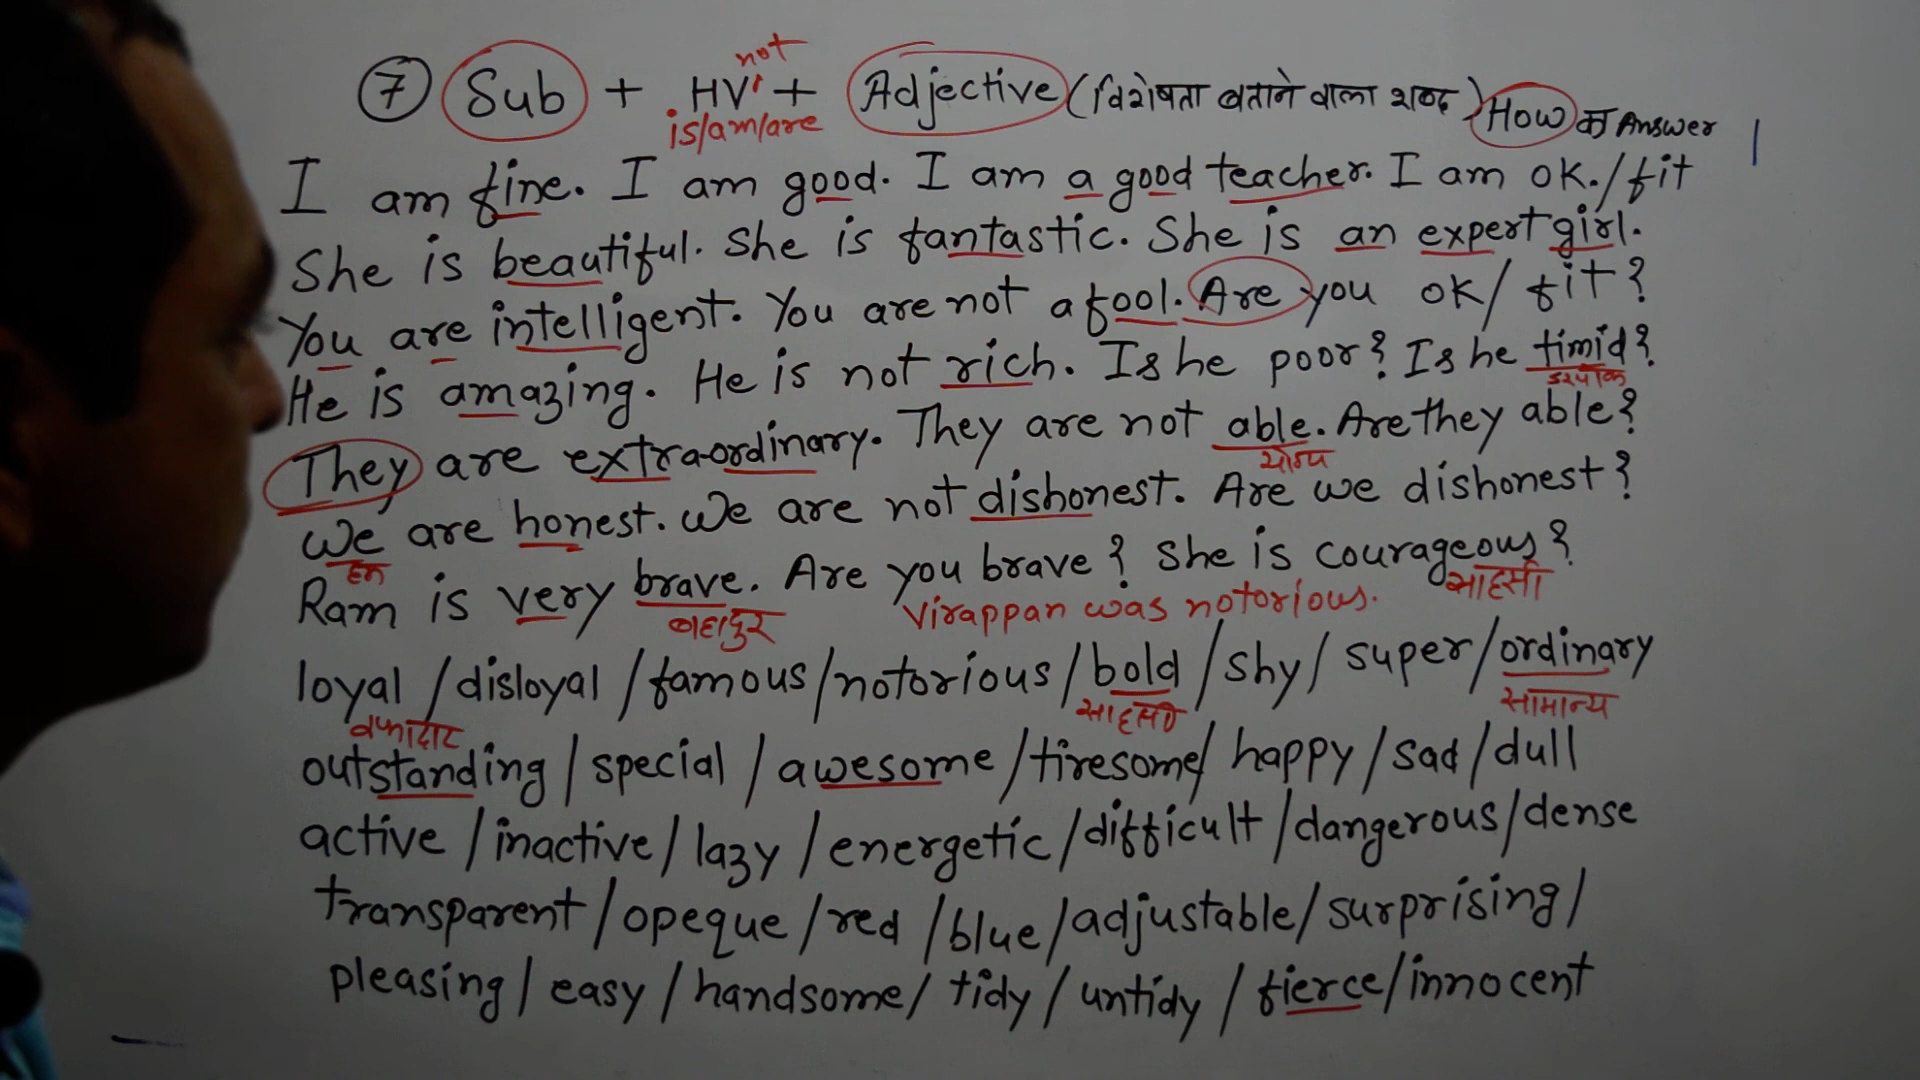 not
7 Sub + HV + Adjective (विशेषता बताने वाला शब्द) How का Answer
is/am/are
I am fine. I am good. I am a good teacher. I am OK./fit
She is beautiful. She is fantastic. She is an expert girl.
You are intelligent. You are not a fool. Are you OK/fit?
He is amazing. He is not rich. Is he poor? Is he timid?
डरपोक
They are extra-ordinary. They are not able. Are they able?
योग्य
We are honest. We are not dishonest. Are we dishonest?
हम
Ram is very brave. Are you brave? She is courageous?
बहादुर Virappan was notorious. साहसी
loyal / disloyal / famous / notorious / bold / shy / super / ordinary
वफादार साहसी सामान्य
outstanding / special / awesome / tiresome / happy / sad / dull
active / inactive / lazy / energetic / difficult / dangerous / dense
transparent / opeque / red / blue / adjustable / surprising /
pleasing / easy / handsome / tidy / untidy / fierce / innocent